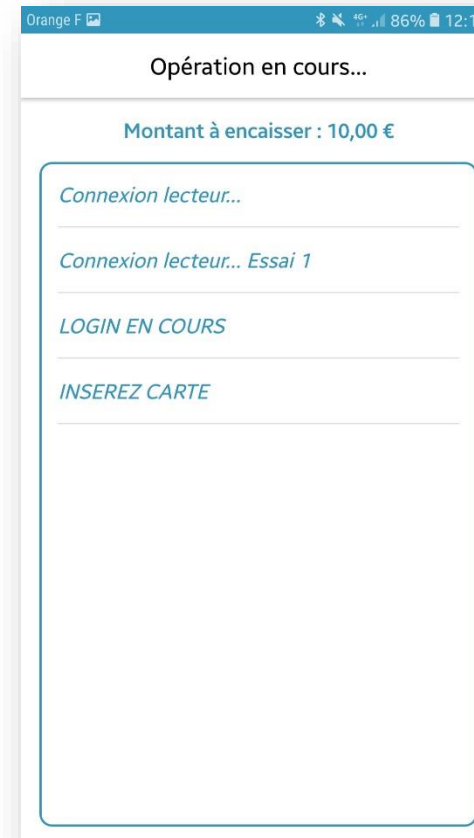 Orange F 4G+ 86% 12:1
Opération en cours...
Montant à encaisser : 10,00 €
Connexion lecteur...
Connexion lecteur... Essai 1
LOGIN EN COURS
INSEREZ CARTE